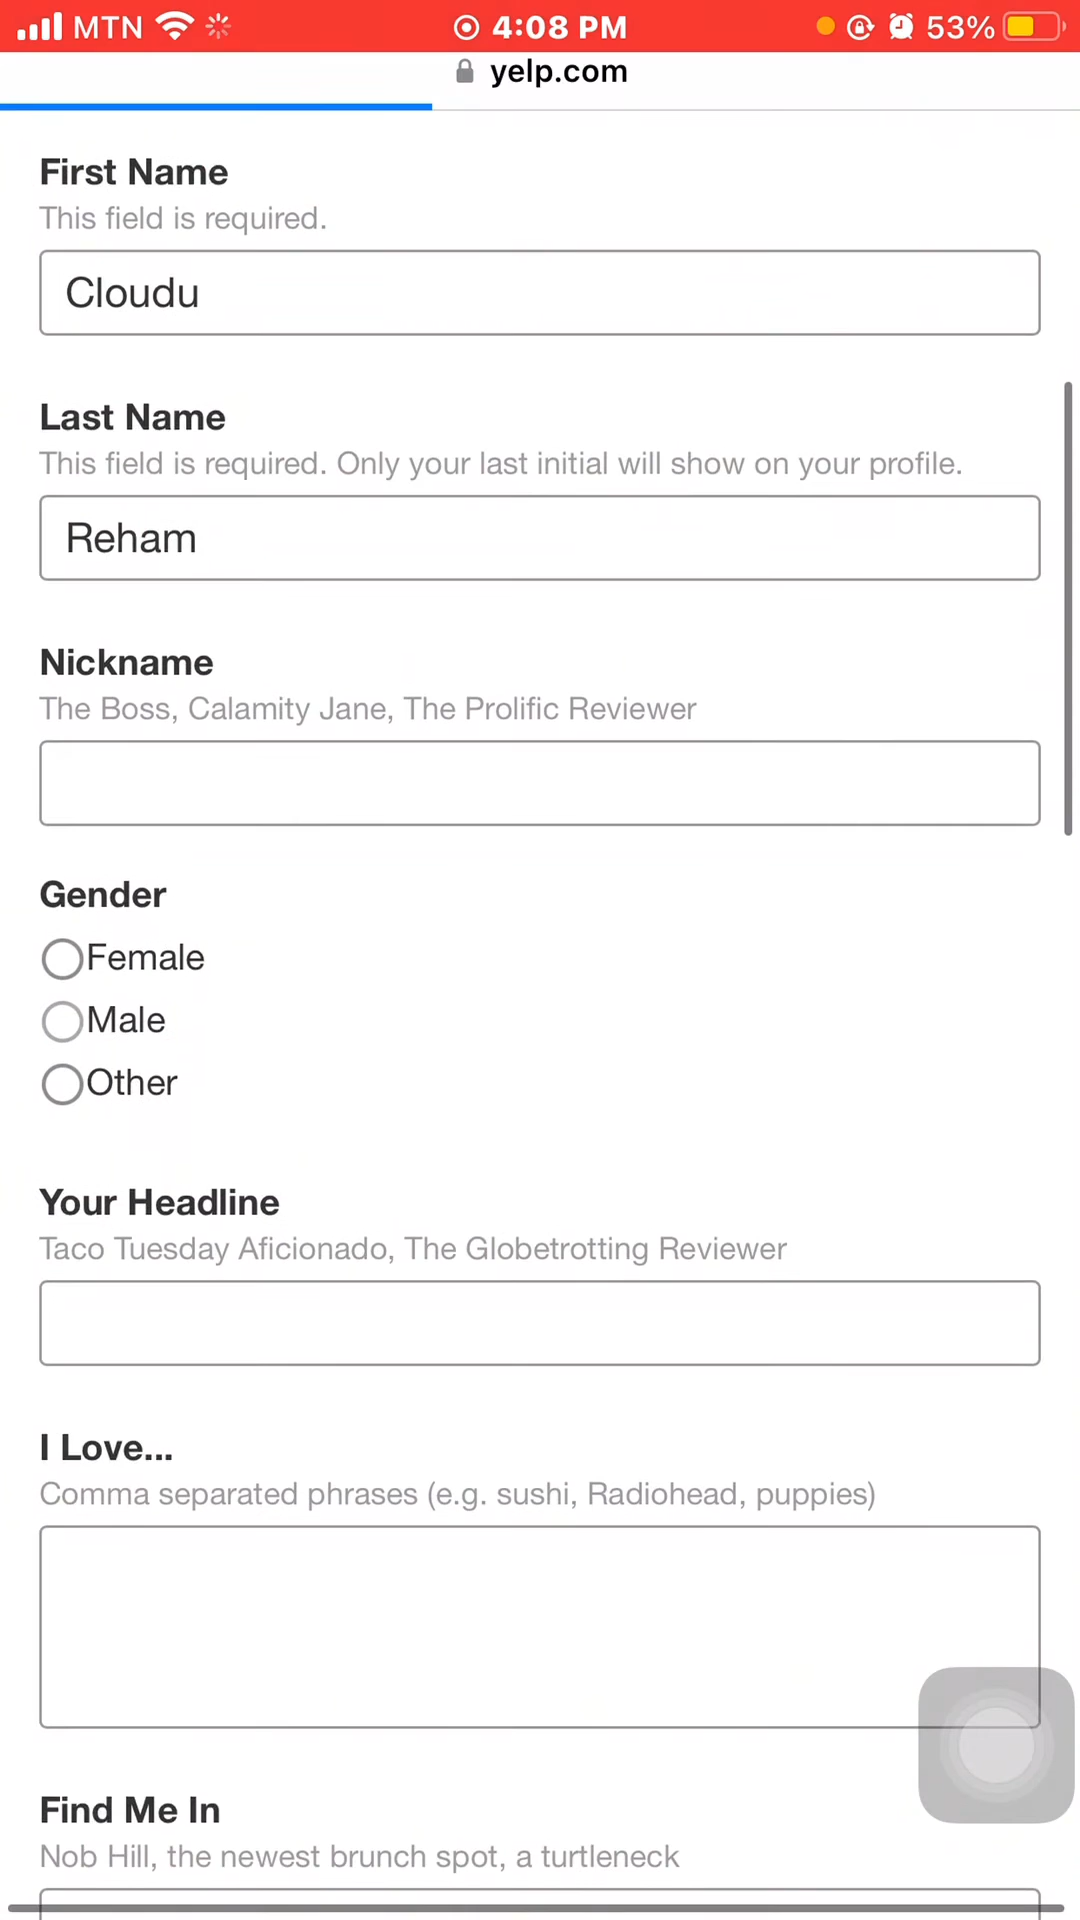 MTN 4:08 PM 53%
yelp.com
First Name
This field is required.
Cloudu
Last Name
This field is required. Only your last initial will show on your profile.
Reham
Nickname
The Boss, Calamity Jane, The Prolific Reviewer
Gender
Female
Male
Other
Your Headline
Taco Tuesday Aficionado, The Globetrotting Reviewer
I Love...
Comma separated phrases (e.g. sushi, Radiohead, puppies)
Find Me In
Nob Hill, the newest brunch spot, a turtleneck